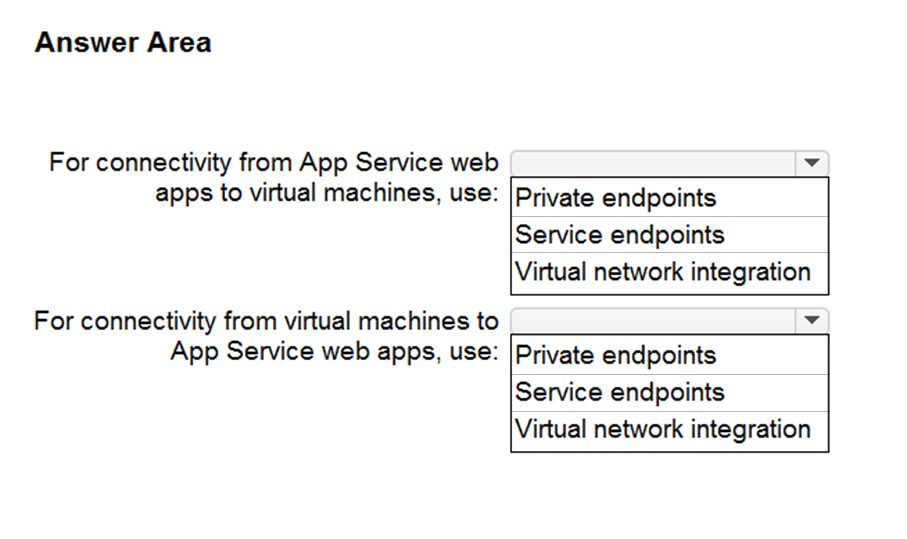 Answer Area
For connectivity from App Service web
apps to virtual machines, use:
Private endpoints
Service endpoints
Virtual network integration
For connectivity from virtual machines to
App Service web apps, use:
Private endpoints
Service endpoints
Virtual network integration